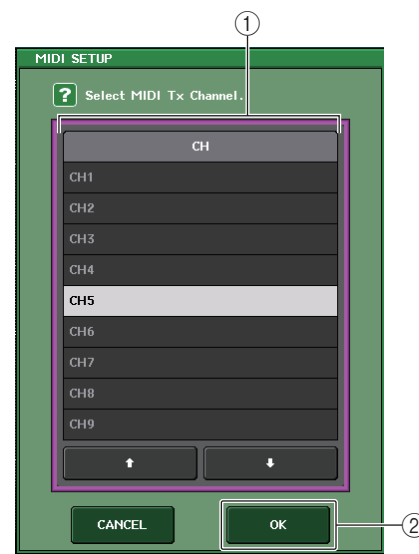 ①
MIDI SETUP
? Select MIDI Tx Channel.
CH
CH1
CH2
CH3
CH4
CH5
CH6
CH7
CH8
CH9
CANCEL
OK
②